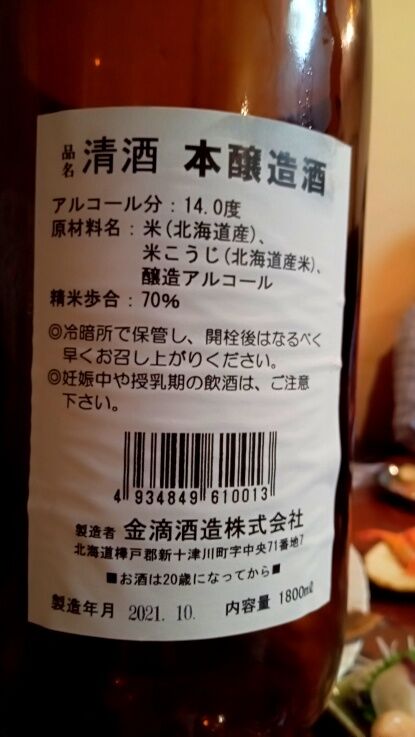 品名 清酒 本醸造酒
アルコール分：14.0度
原材料名：米(北海道産)、
米こうじ(北海道産米)、
醸造アルコール
精米歩合：70%
◎冷暗所で保管し、開栓後はなるべく
早くお召し上がりください。
◎妊娠中や授乳期の飲酒は、ご注意
下さい。
4 934849 610013
製造者 金滴酒造株式会社
北海道樺戸郡新十津川町字中央71番地7
■お酒は20歳になってから■
製造年月 2021.10. 内容量 1800mℓ